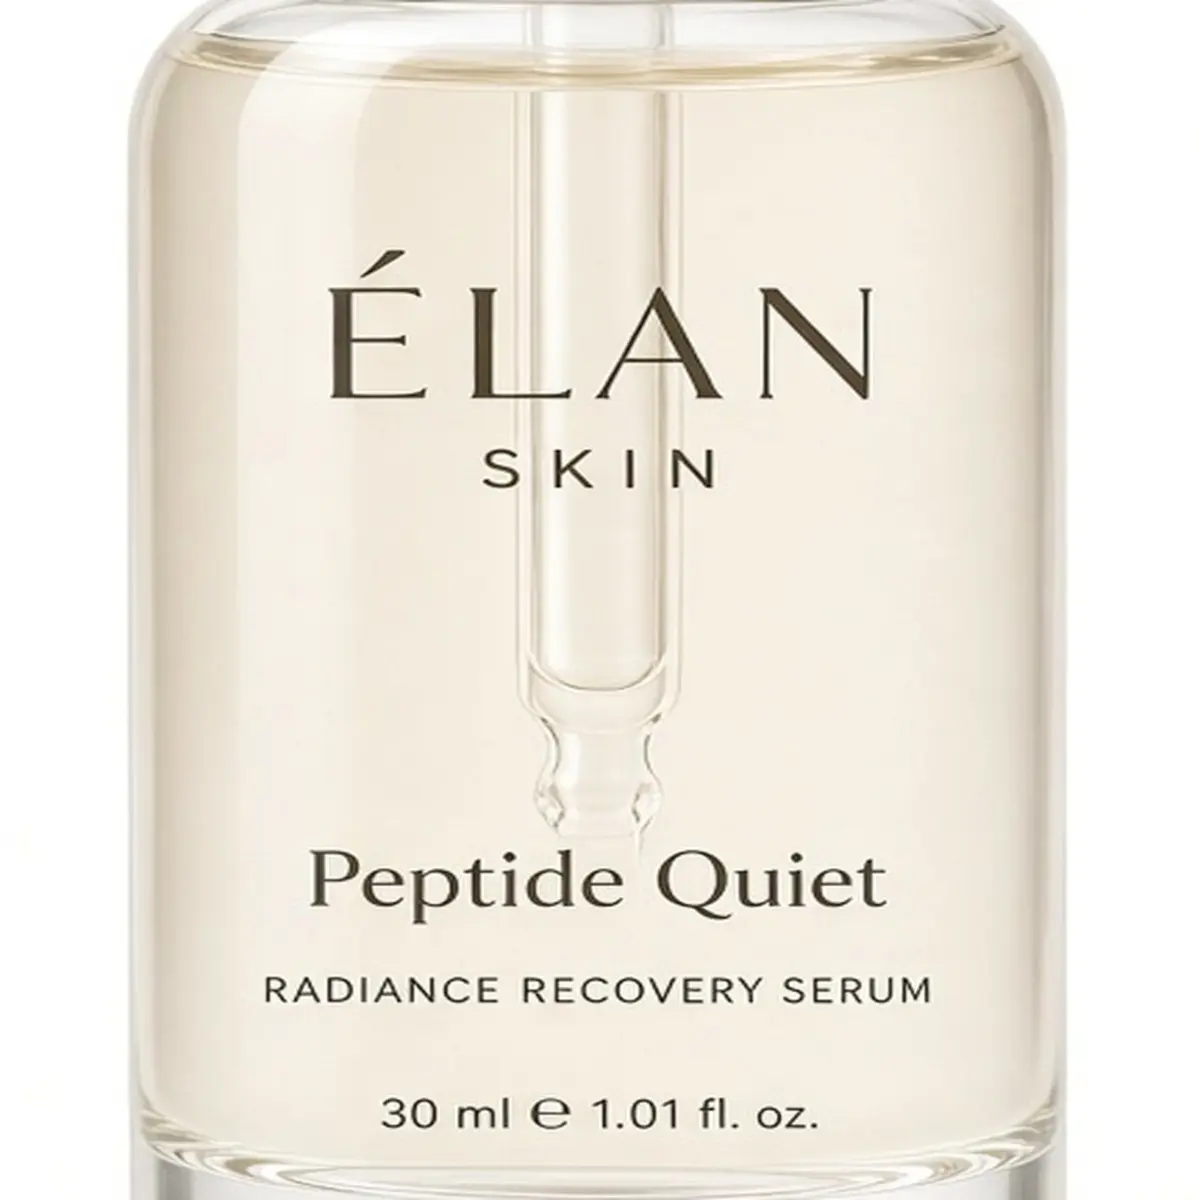 ÉLAN
SKIN
Peptide Quiet
RADIANCE RECOVERY SERUM
30 ml ℮ 1.01 fl. oz.